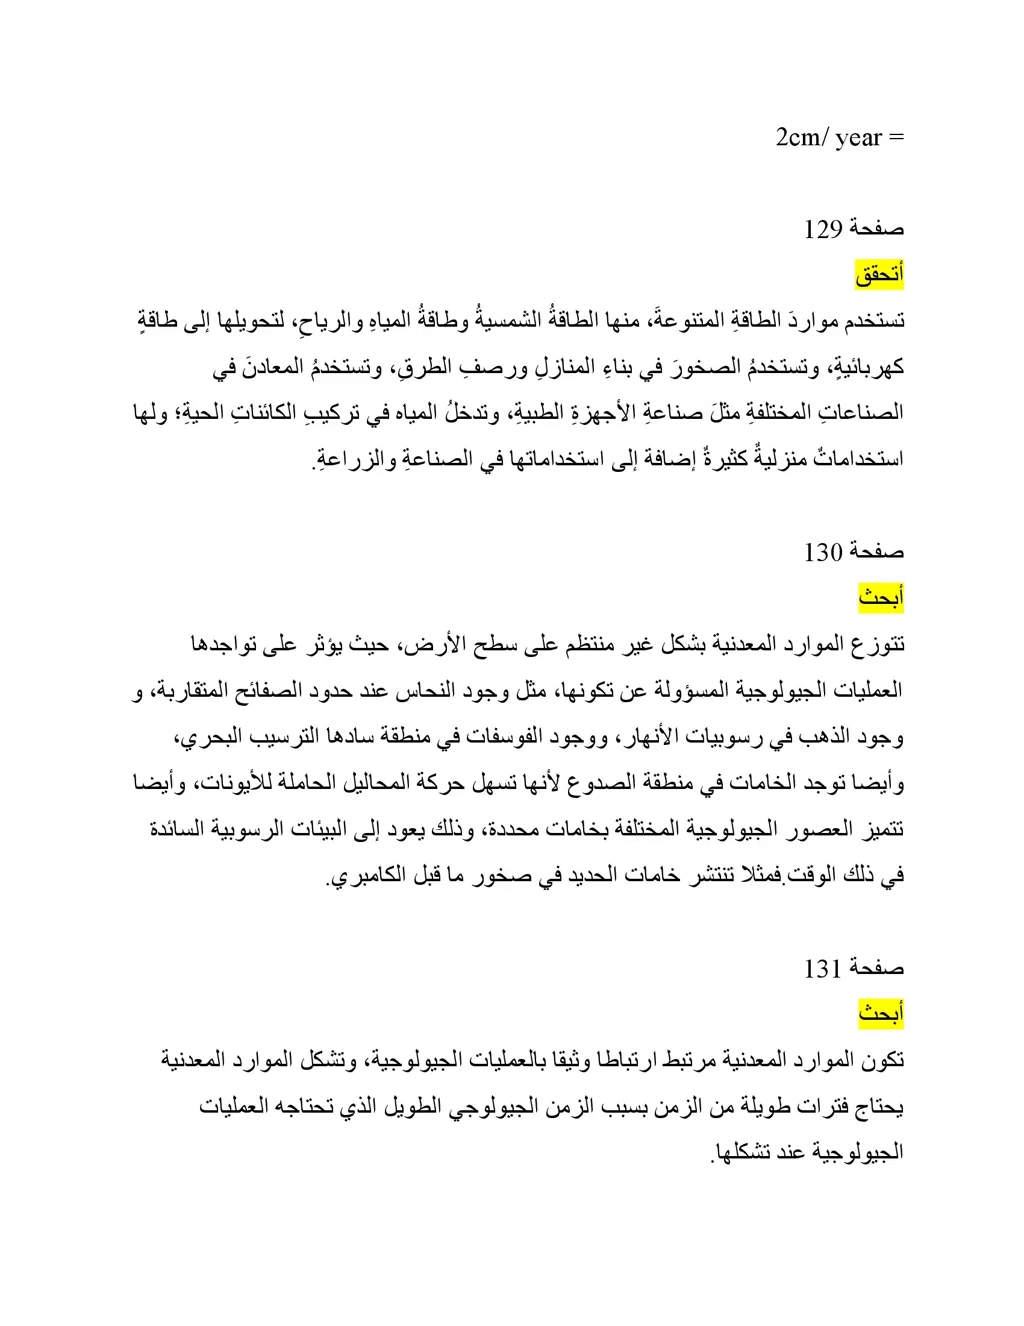 2cm/ year =
صفحة 129
أتحقق
تستخدم مواردَ الطاقةِ المتنوعةَ، منها الطاقةُ الشمسيةُ وطاقةُ المياهِ والرياحِ، لتحويلها إلى طاقةٍ
كهربائيةٍ، وتستخدمُ الصخورَ في بناءِ المنازلِ ورصفِ الطرقِ، وتستخدمُ المعادنَ في
الصناعاتِ المختلفةِ مثلَ صناعةِ الأجهزةِ الطبيةِ، وتدخلُ المياه في تركيبِ الكائناتِ الحيةِ؛ ولها
استخداماتٌ منزليةٌ كثيرةٌ إضافة إلى استخداماتها في الصناعةِ والزراعةِ.
صفحة 130
أبحث
تتوزع الموارد المعدنية بشكل غير منتظم على سطح الأرض، حيث يؤثر على تواجدها
العمليات الجيولوجية المسؤولة عن تكونها، مثل وجود النحاس عند حدود الصفائح المتقاربة، و
وجود الذهب في رسوبيات الأنهار، ووجود الفوسفات في منطقة سادها الترسيب البحري،
وأيضا توجد الخامات في منطقة الصدوع لأنها تسهل حركة المحاليل الحاملة للأيونات، وأيضا
تتميز العصور الجيولوجية المختلفة بخامات محددة، وذلك يعود إلى البيئات الرسوبية السائدة
في ذلك الوقت.فمثلا تنتشر خامات الحديد في صخور ما قبل الكامبري.
صفحة 131
أبحث
تكون الموارد المعدنية مرتبط ارتباطا وثيقا بالعمليات الجيولوجية، وتشكل الموارد المعدنية
يحتاج فترات طويلة من الزمن بسبب الزمن الجيولوجي الطويل الذي تحتاجه العمليات
الجيولوجية عند تشكلها.